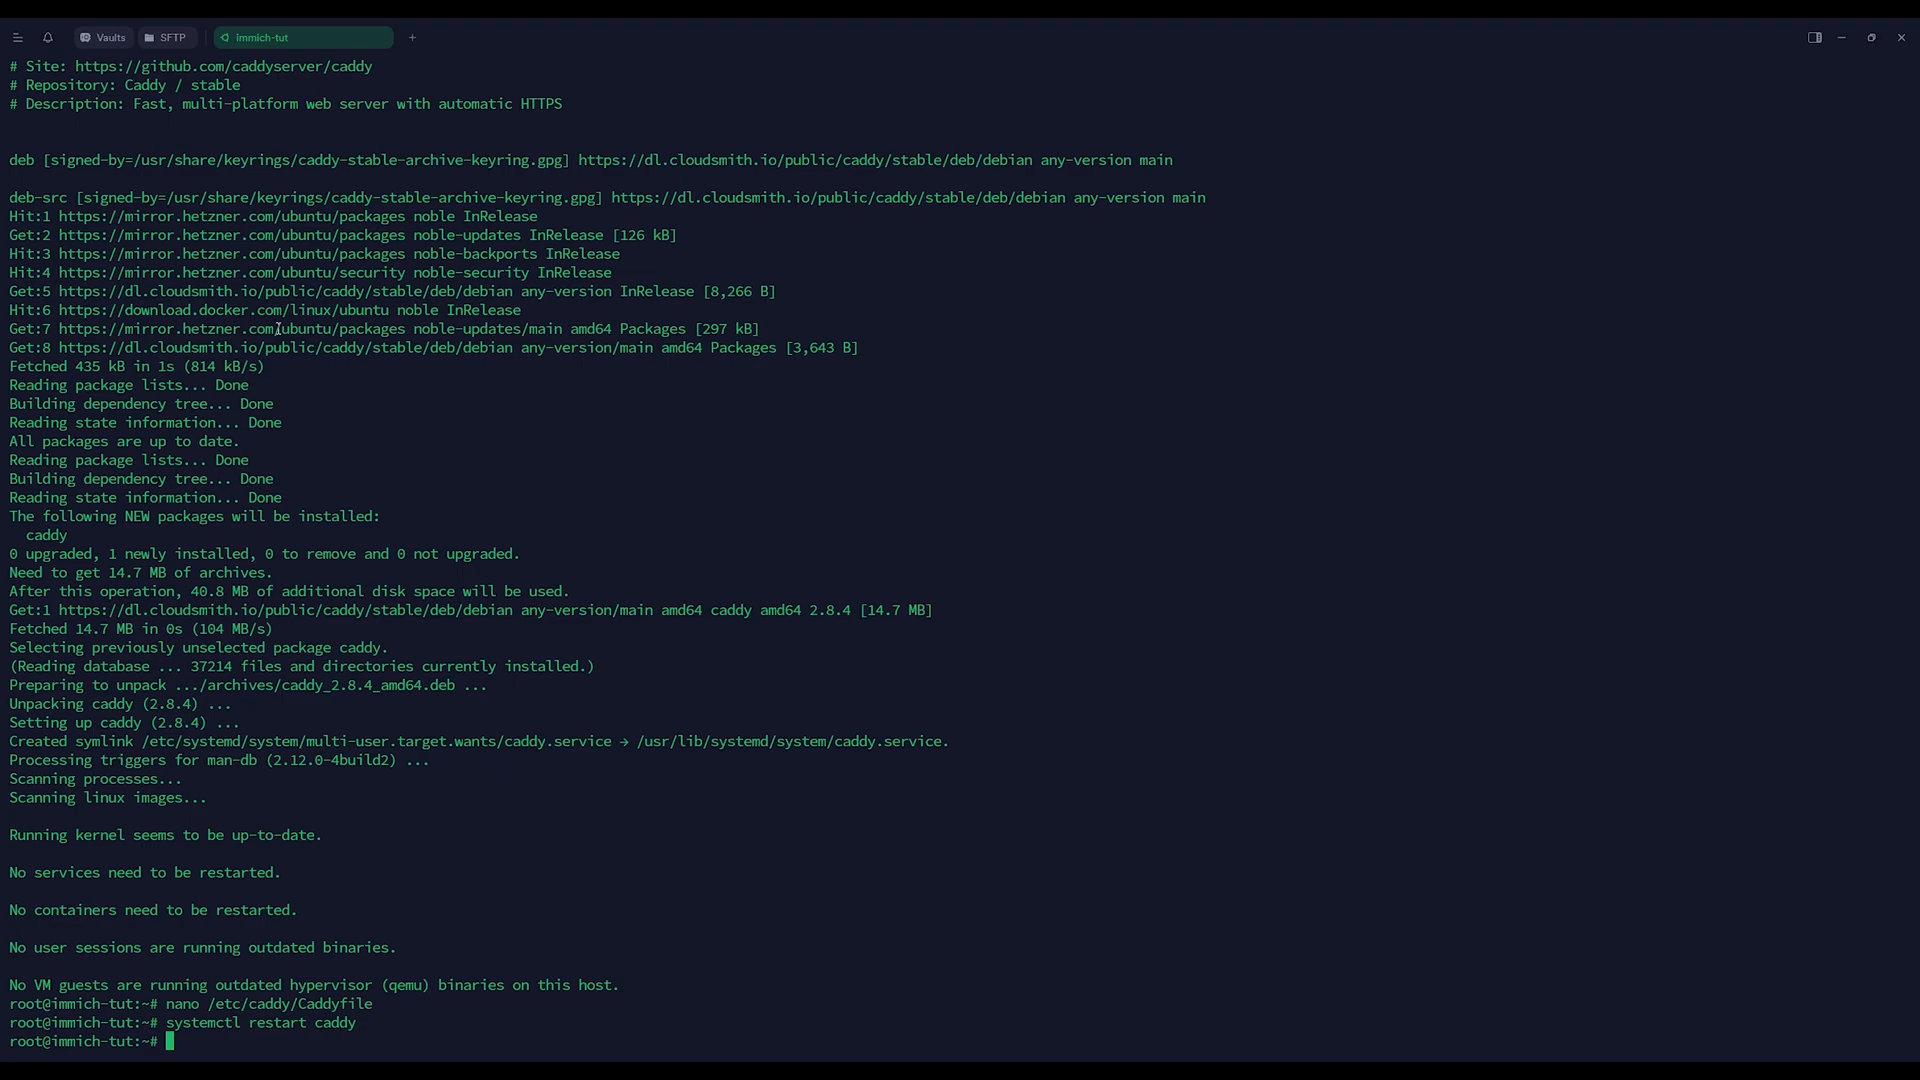 Vaults SFTP Immich-tut
# Site: https://github.com/caddyserver/caddy
# Repository: Caddy / stable
# Description: Fast, multi-platform web server with automatic HTTPS
deb [signed-by=/usr/share/keyrings/caddy-stable-archive-keyring.gpg] https://dl.cloudsmith.io/public/caddy/stable/deb/debian any-version main
deb-src [signed-by=/usr/share/keyrings/caddy-stable-archive-keyring.gpg] https://dl.cloudsmith.io/public/caddy/stable/deb/debian any-version main
Hit:1 https://mirror.hetzner.com/ubuntu/packages noble InRelease
Get:2 https://mirror.hetzner.com/ubuntu/packages noble-updates InRelease [126 kB]
Hit:3 https://mirror.hetzner.com/ubuntu/packages noble-backports InRelease
Hit:4 https://mirror.hetzner.com/ubuntu/security noble-security InRelease
Get:5 https://dl.cloudsmith.io/public/caddy/stable/deb/debian any-version InRelease [8,266 B]
Hit:6 https://download.docker.com/linux/ubuntu noble InRelease
Get:7 https://mirror.hetzner.com/ubuntu/packages noble-updates/main amd64 Packages [297 kB]
Get:8 https://dl.cloudsmith.io/public/caddy/stable/deb/debian any-version/main amd64 Packages [3,643 B]
Fetched 435 kB in 1s (814 kB/s)
Reading package lists... Done
Building dependency tree... Done
Reading state information... Done
All packages are up to date.
Reading package lists... Done
Building dependency tree... Done
Reading state information... Done
The following NEW packages will be installed:
  caddy
0 upgraded, 1 newly installed, 0 to remove and 0 not upgraded.
Need to get 14.7 MB of archives.
After this operation, 40.8 MB of additional disk space will be used.
Get:1 https://dl.cloudsmith.io/public/caddy/stable/deb/debian any-version/main amd64 caddy amd64 2.8.4 [14.7 MB]
Fetched 14.7 MB in 0s (104 MB/s)
Selecting previously unselected package caddy.
(Reading database ... 37214 files and directories currently installed.)
Preparing to unpack .../archives/caddy_2.8.4_amd64.deb ...
Unpacking caddy (2.8.4) ...
Setting up caddy (2.8.4) ...
Created symlink /etc/systemd/system/multi-user.target.wants/caddy.service → /usr/lib/systemd/system/caddy.service.
Processing triggers for man-db (2.12.0-4build2) ...
Scanning processes...
Scanning linux images...
Running kernel seems to be up-to-date.
No services need to be restarted.
No containers need to be restarted.
No user sessions are running outdated binaries.
No VM guests are running outdated hypervisor (qemu) binaries on this host.
root@immich-tut:~# nano /etc/caddy/Caddyfile
root@immich-tut:~# systemctl restart caddy
root@immich-tut:~#